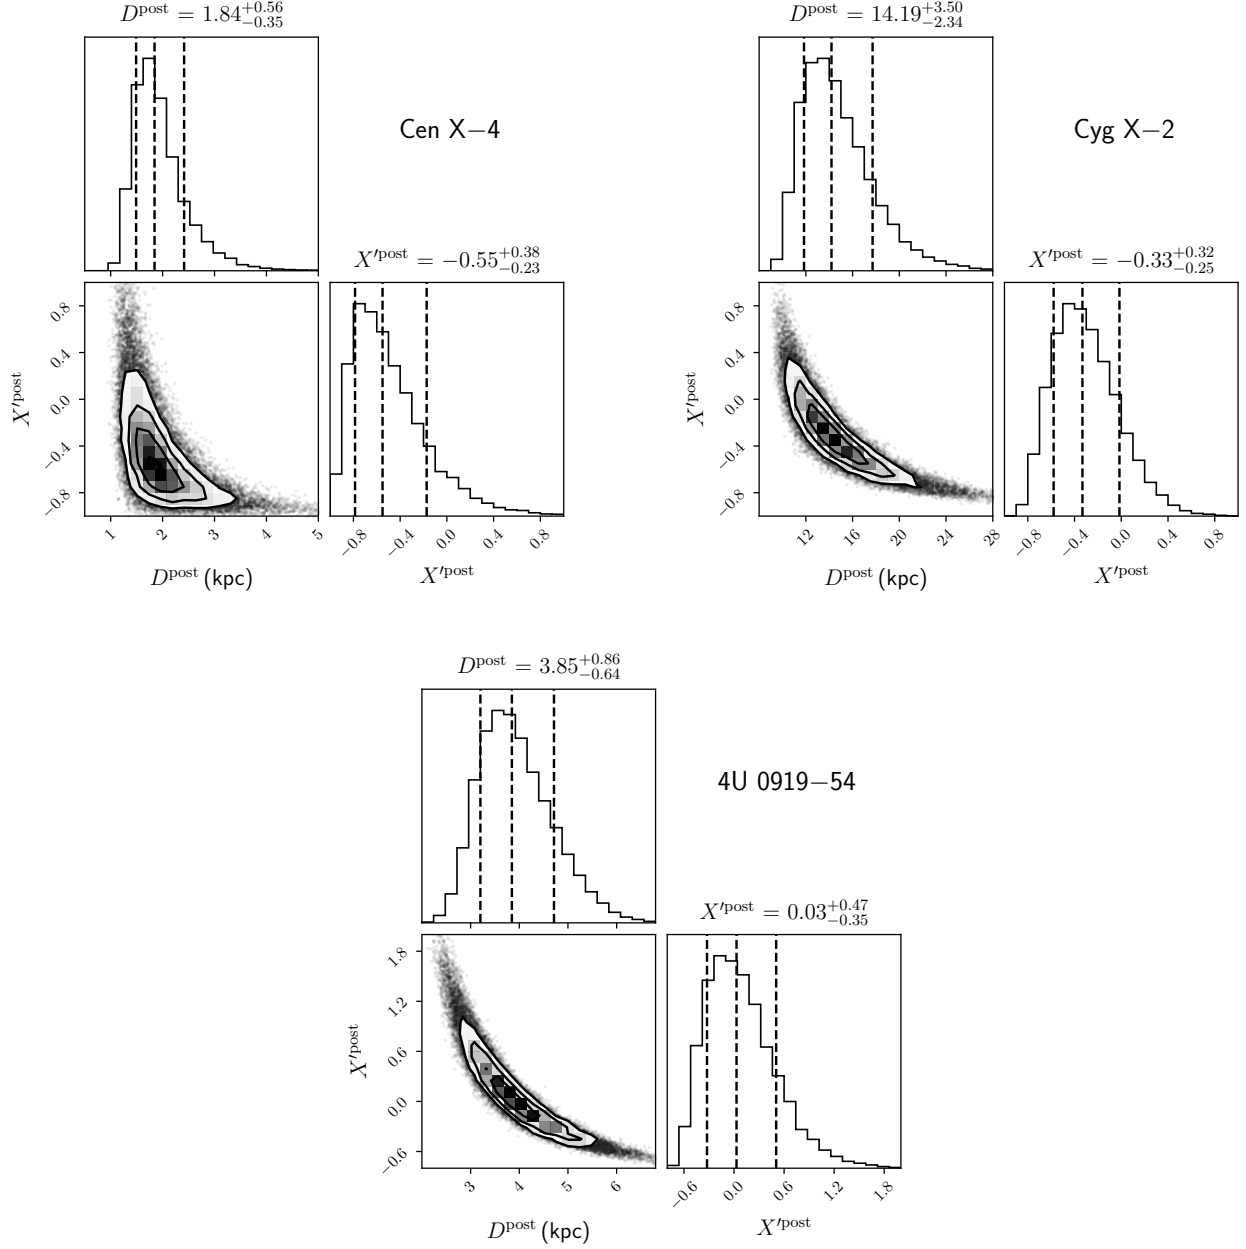 D^post = 1.84^+0.56_−0.35
Cen X−4
X′^post = −0.55^+0.38_−0.23
0.8
0.4
0.0
−0.4
−0.8
X′^post
1 2 3 4 5
D^post (kpc)
−0.8 −0.4 0.0 0.4 0.8
X′^post
D^post = 14.19^+3.50_−2.34
Cyg X−2
X′^post = −0.33^+0.32_−0.25
0.8
0.4
0.0
−0.4
−0.8
X′^post
12 16 20 24 28
D^post (kpc)
−0.8 −0.4 0.0 0.4 0.8
X′^post
D^post = 3.85^+0.86_−0.64
4U 0919−54
X′^post = 0.03^+0.47_−0.35
1.8
1.2
0.6
0.0
−0.6
X′^post
3 4 5 6
D^post (kpc)
−0.6 0.0 0.6 1.2 1.8
X′^post